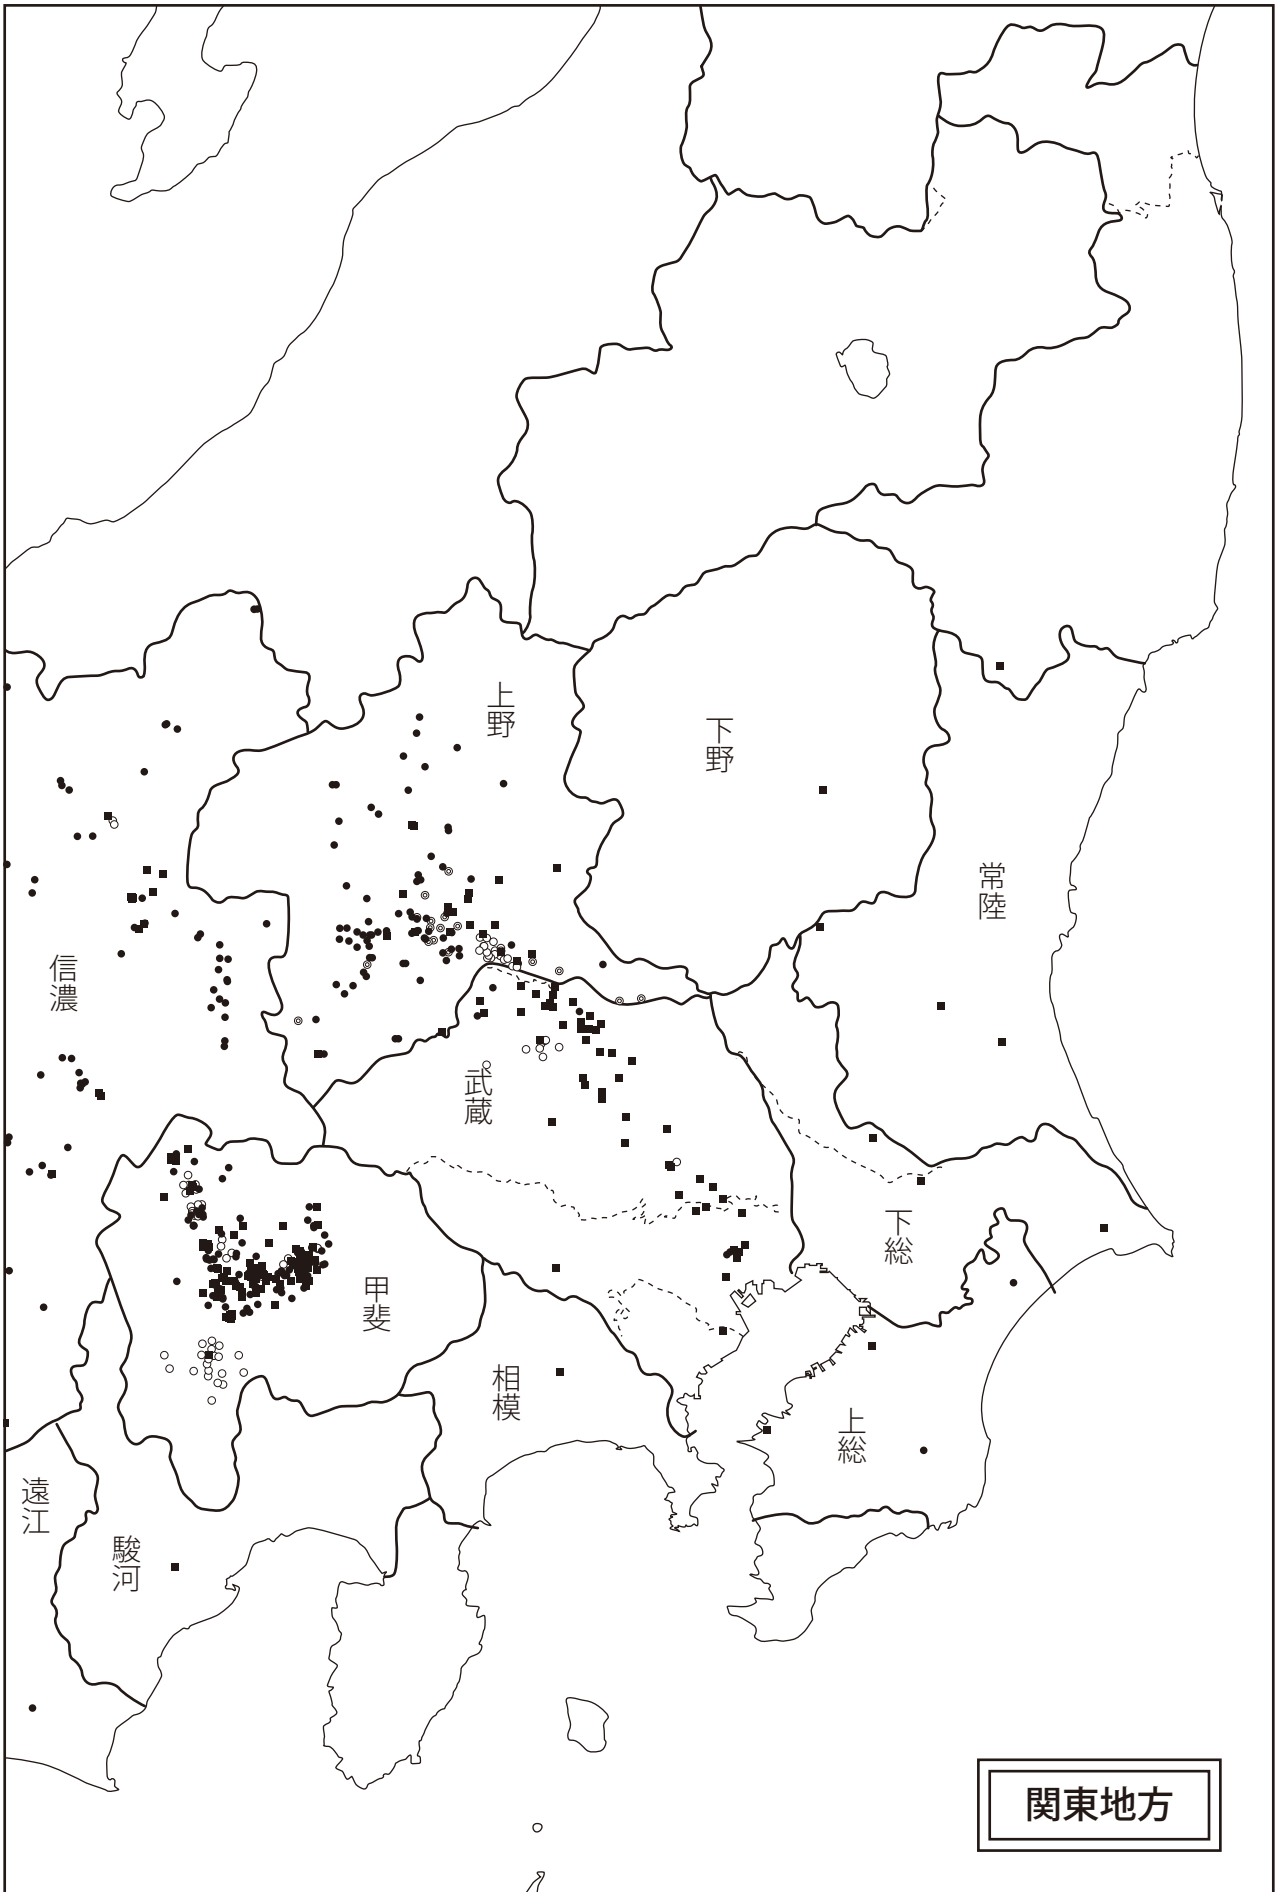 上野
下野
常陸
信濃
武蔵
下総
甲斐
相模
上総
遠江
駿河
関東地方